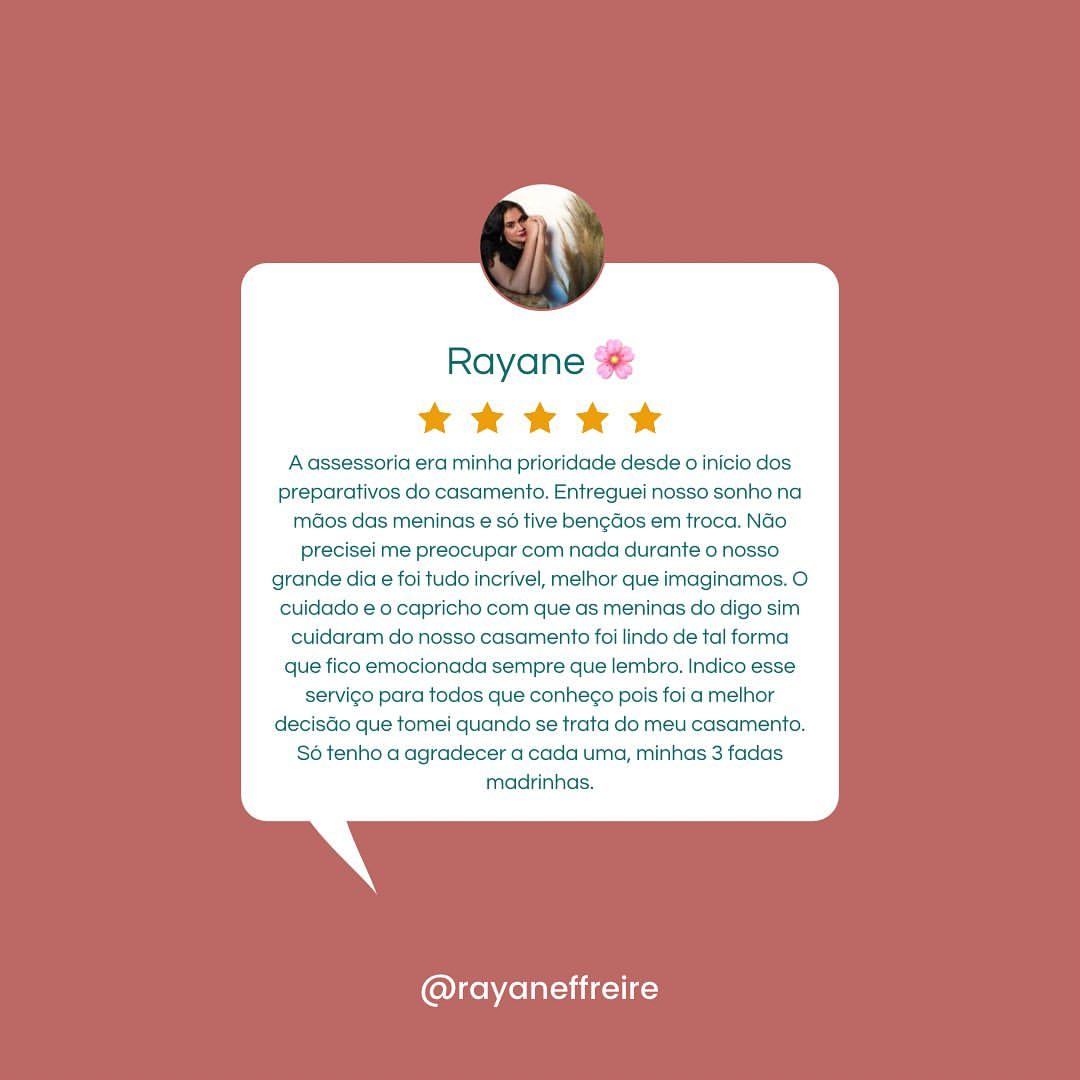 Rayane 🌸
A assessoria era minha prioridade desde o início dos
preparativos do casamento. Entreguei nosso sonho na
mãos das meninas e só tive bençãos em troca. Não
precisei me preocupar com nada durante o nosso
grande dia e foi tudo incrível, melhor que imaginamos. O
cuidado e o capricho com que as meninas do digo sim
cuidaram do nosso casamento foi lindo de tal forma
que fico emocionada sempre que lembro. Indico esse
serviço para todos que conheço pois foi a melhor
decisão que tomei quando se trata do meu casamento.
Só tenho a agradecer a cada uma, minhas 3 fadas
madrinhas.
@rayaneffreire